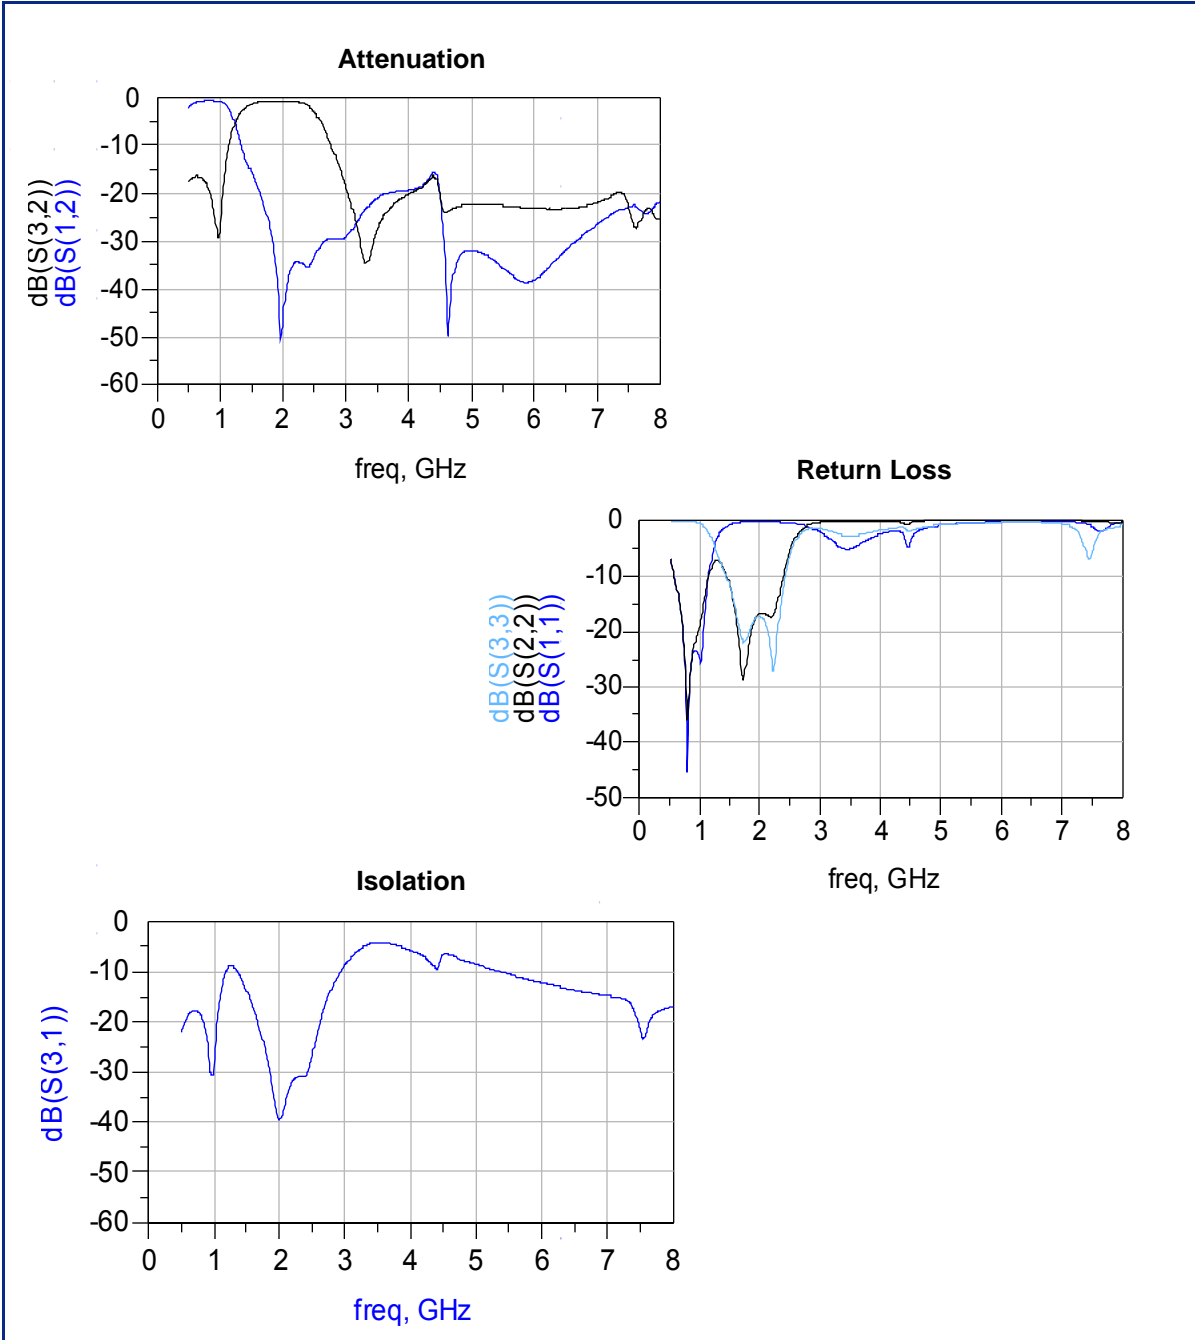 Attenuation
dB(S(3,2))
dB(S(1,2))
0
-10
-20
-30
-40
-50
-60
0 1 2 3 4 5 6 7 8
freq, GHz
Return Loss
dB(S(3,3))
dB(S(2,2))
dB(S(1,1))
0
-10
-20
-30
-40
-50
0 1 2 3 4 5 6 7 8
freq, GHz
Isolation
dB(S(3,1))
0
-10
-20
-30
-40
-50
-60
0 1 2 3 4 5 6 7 8
freq, GHz